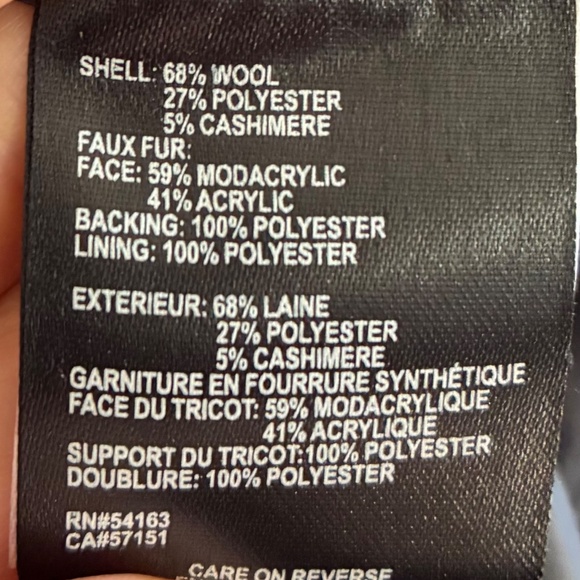 SHELL: 68% WOOL
27% POLYESTER
5% CASHIMERE
FAUX FUR:
FACE: 59% MODACRYLIC
41% ACRYLIC
BACKING: 100% POLYESTER
LINING: 100% POLYESTER
EXTERIEUR: 68% LAINE
27% POLYESTER
5% CASHIMERE
GARNITURE EN FOURRURE SYNTHÉTIQUE
FACE DU TRICOT: 59% MODACRYLIQUE
41% ACRYLIQUE
SUPPORT DU TRICOT:100% POLYESTER
DOUBLURE: 100% POLYESTER
RN#54163
CA#57151
CARE ON REVERSE